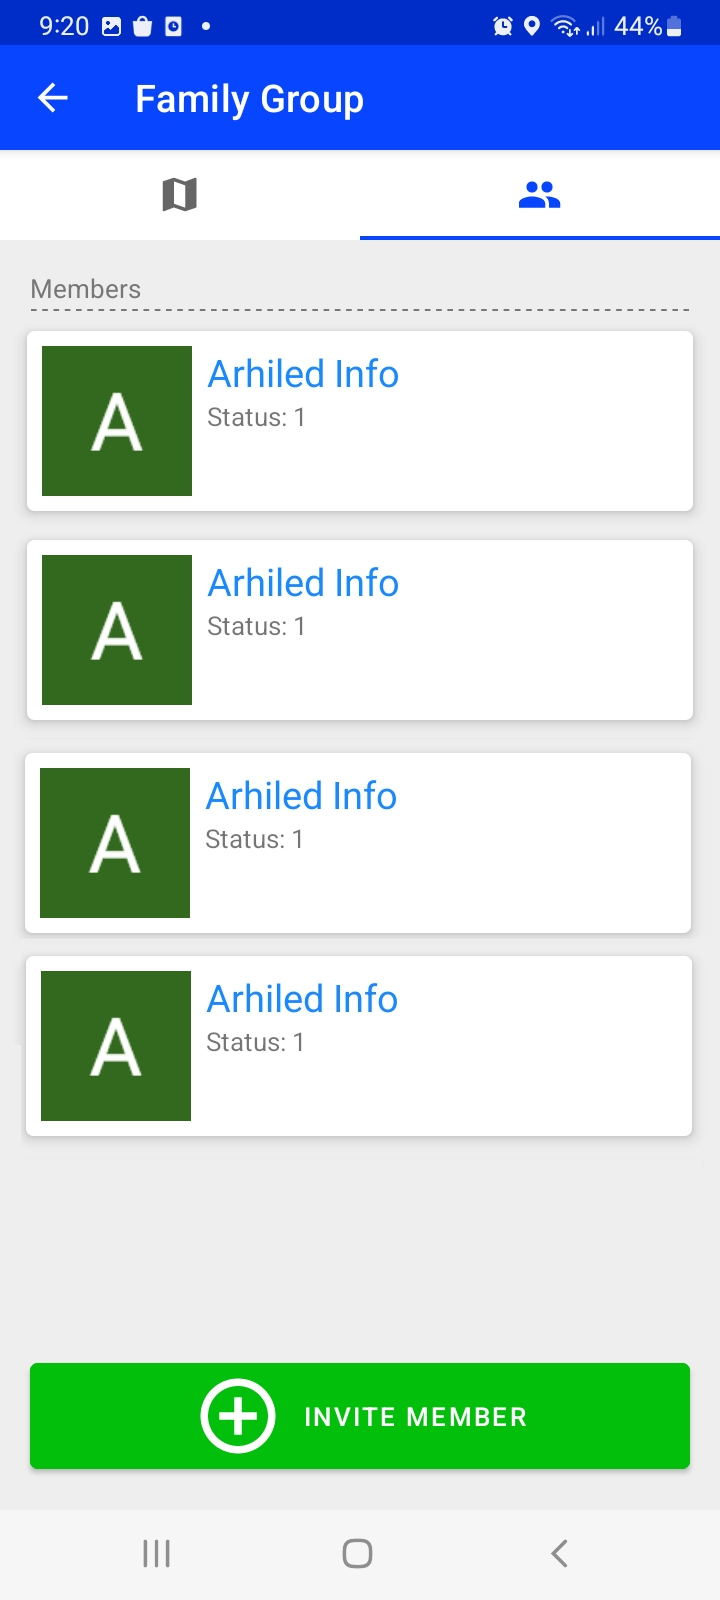 9:20 44%
Family Group
Members
A
Arhiled Info
Status: 1
A
Arhiled Info
Status: 1
A
Arhiled Info
Status: 1
A
Arhiled Info
Status: 1
INVITE MEMBER